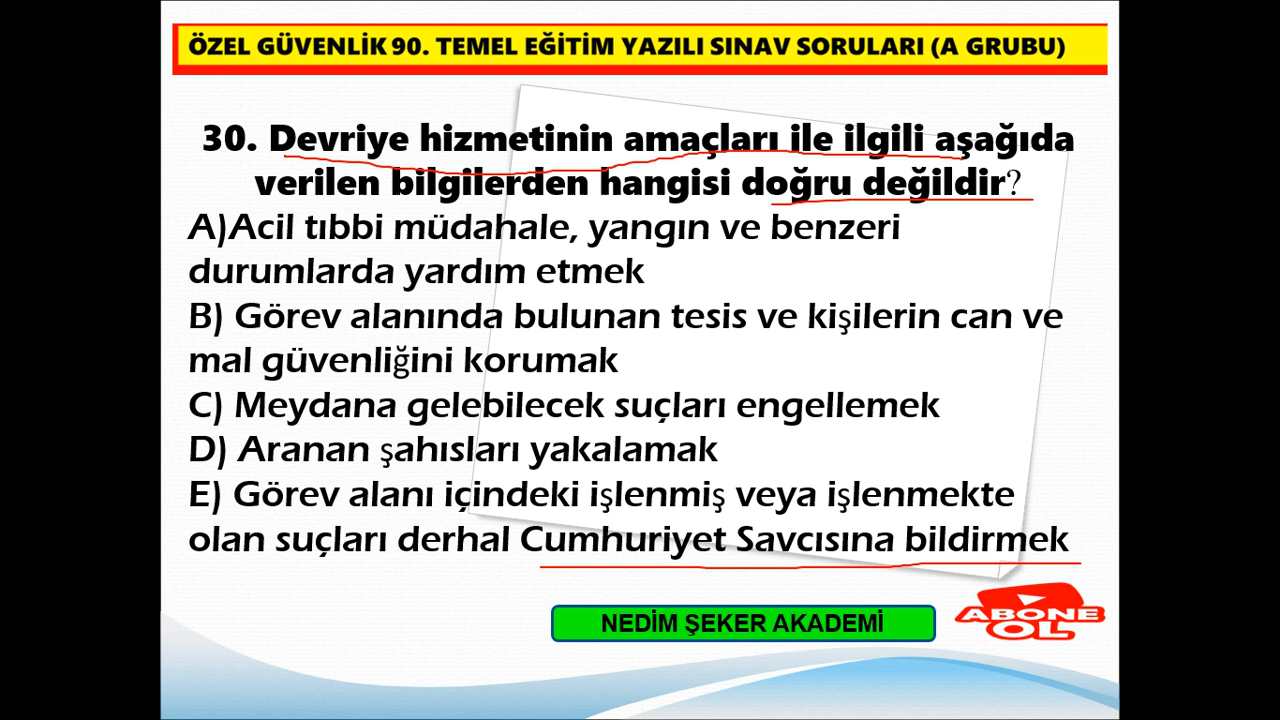 ÖZEL GÜVENLİK 90. TEMEL EĞİTİM YAZILI SINAV SORULARI (A GRUBU)
30. Devriye hizmetinin amaçları ile ilgili aşağıda
verilen bilgilerden hangisi doğru değildir?
A)Acil tıbbi müdahale, yangın ve benzeri
durumlarda yardım etmek
B) Görev alanında bulunan tesis ve kişilerin can ve
mal güvenliğini korumak
C) Meydana gelebilecek suçları engellemek
D) Aranan şahısları yakalamak
E) Görev alanı içindeki işlenmiş veya işlenmekte
olan suçları derhal Cumhuriyet Savcısına bildirmek
NEDİM ŞEKER AKADEMİ
ABONE
OL